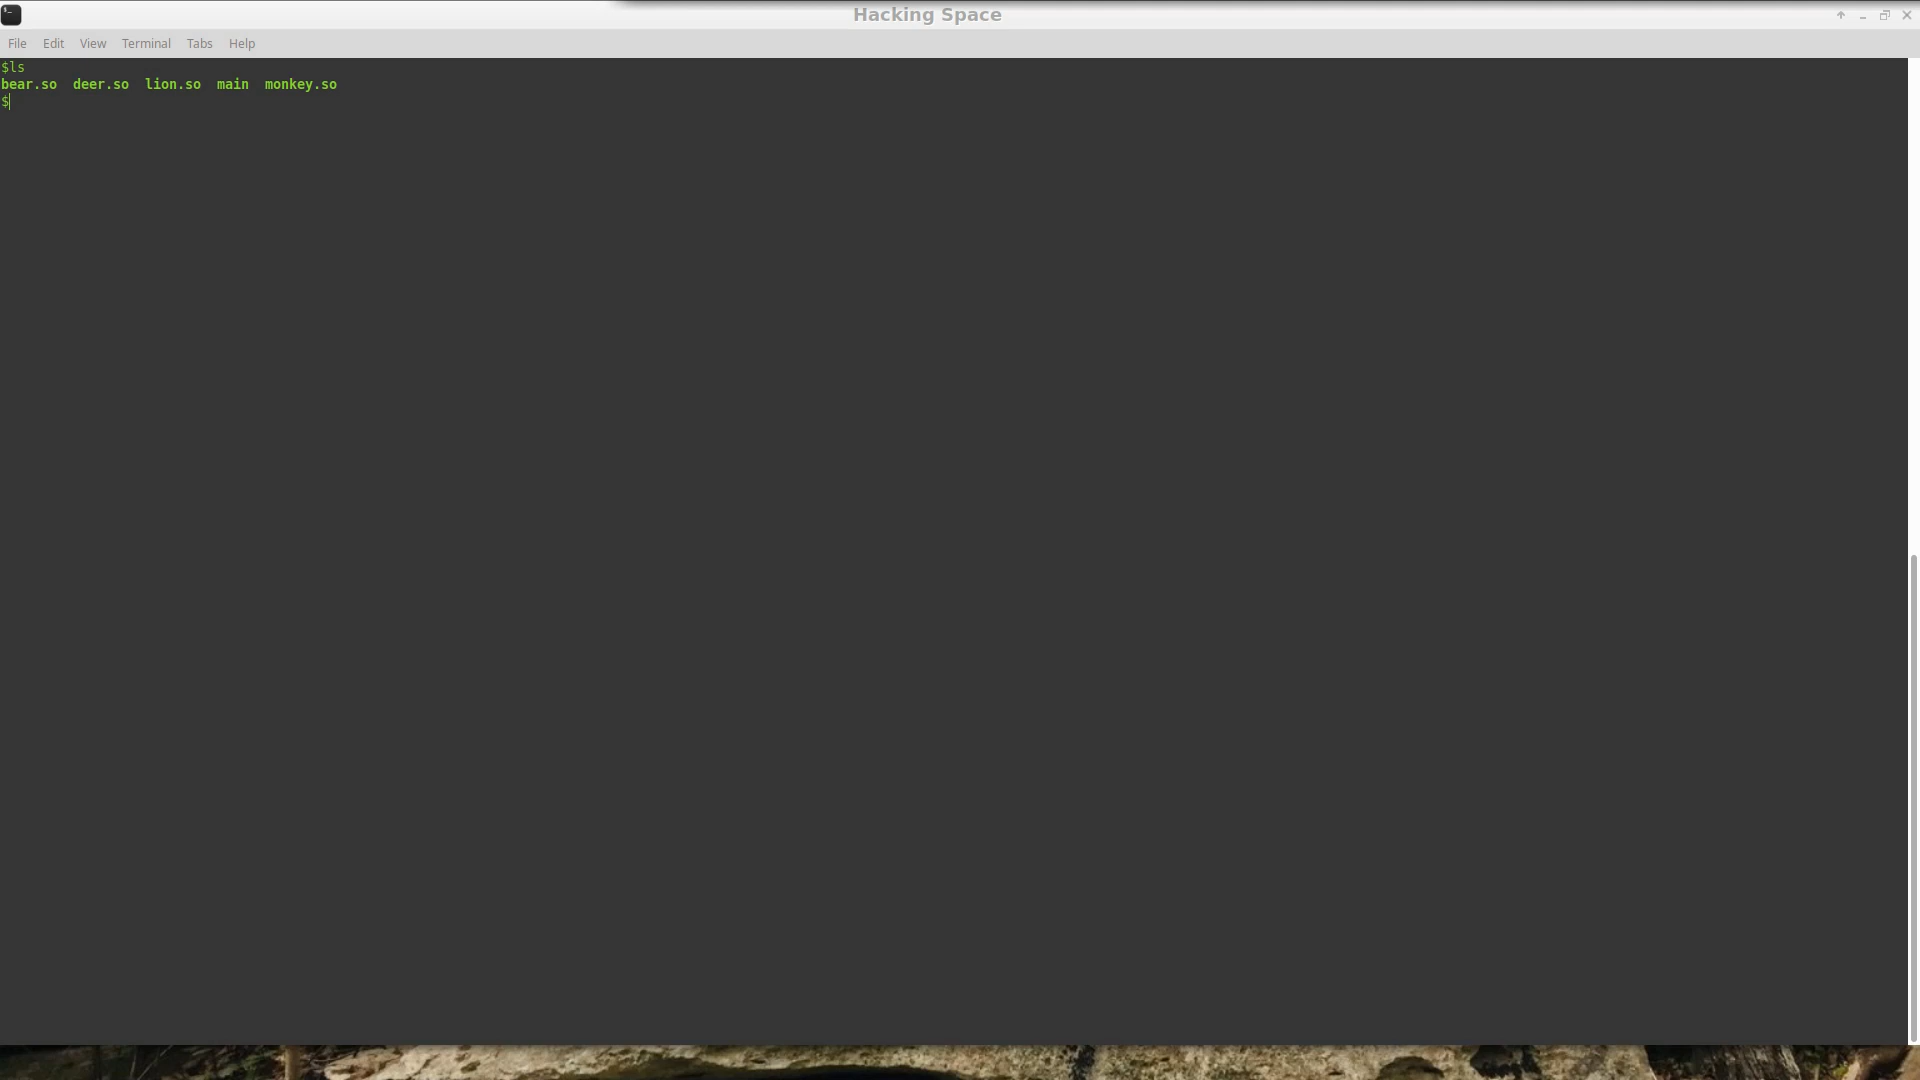 Hacking Space
File Edit View Terminal Tabs Help
$ls
bear.so deer.so lion.so main monkey.so
$